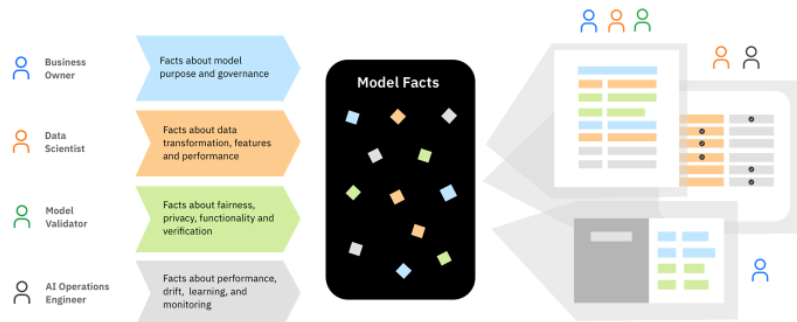 Business
Owner
Facts about model
purpose and governance
Data
Scientist
Facts about data
transformation, features
and performance
Model
Validator
Facts about fairness,
privacy, functionality and
verification
AI Operations
Engineer
Facts about performance,
drift, learning, and
monitoring
Model Facts